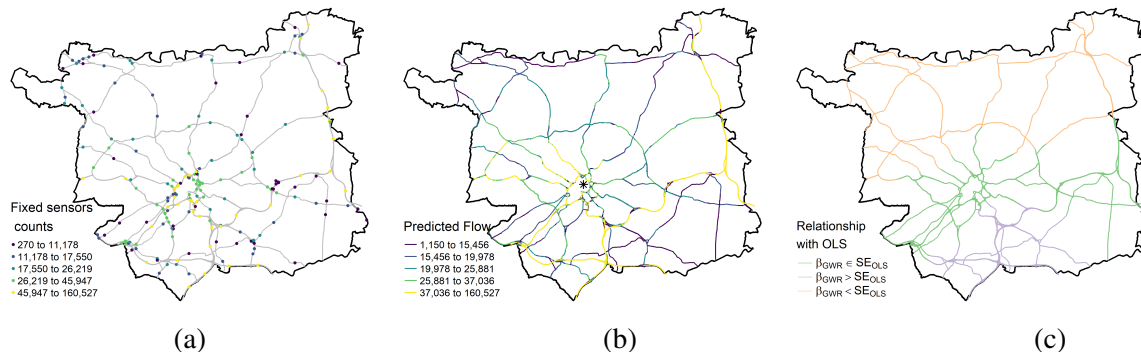 Fixed sensors
counts
270 to 11,178
11,178 to 17,550
17,550 to 26,219
26,219 to 45,947
45,947 to 160,527
(a)
Predicted Flow
1,150 to 15,456
15,456 to 19,978
19,978 to 25,881
25,881 to 37,036
37,036 to 160,527
(b)
Relationship
with OLS
βGWR ∈ SEOLS
βGWR > SEOLS
βGWR < SEOLS
(c)